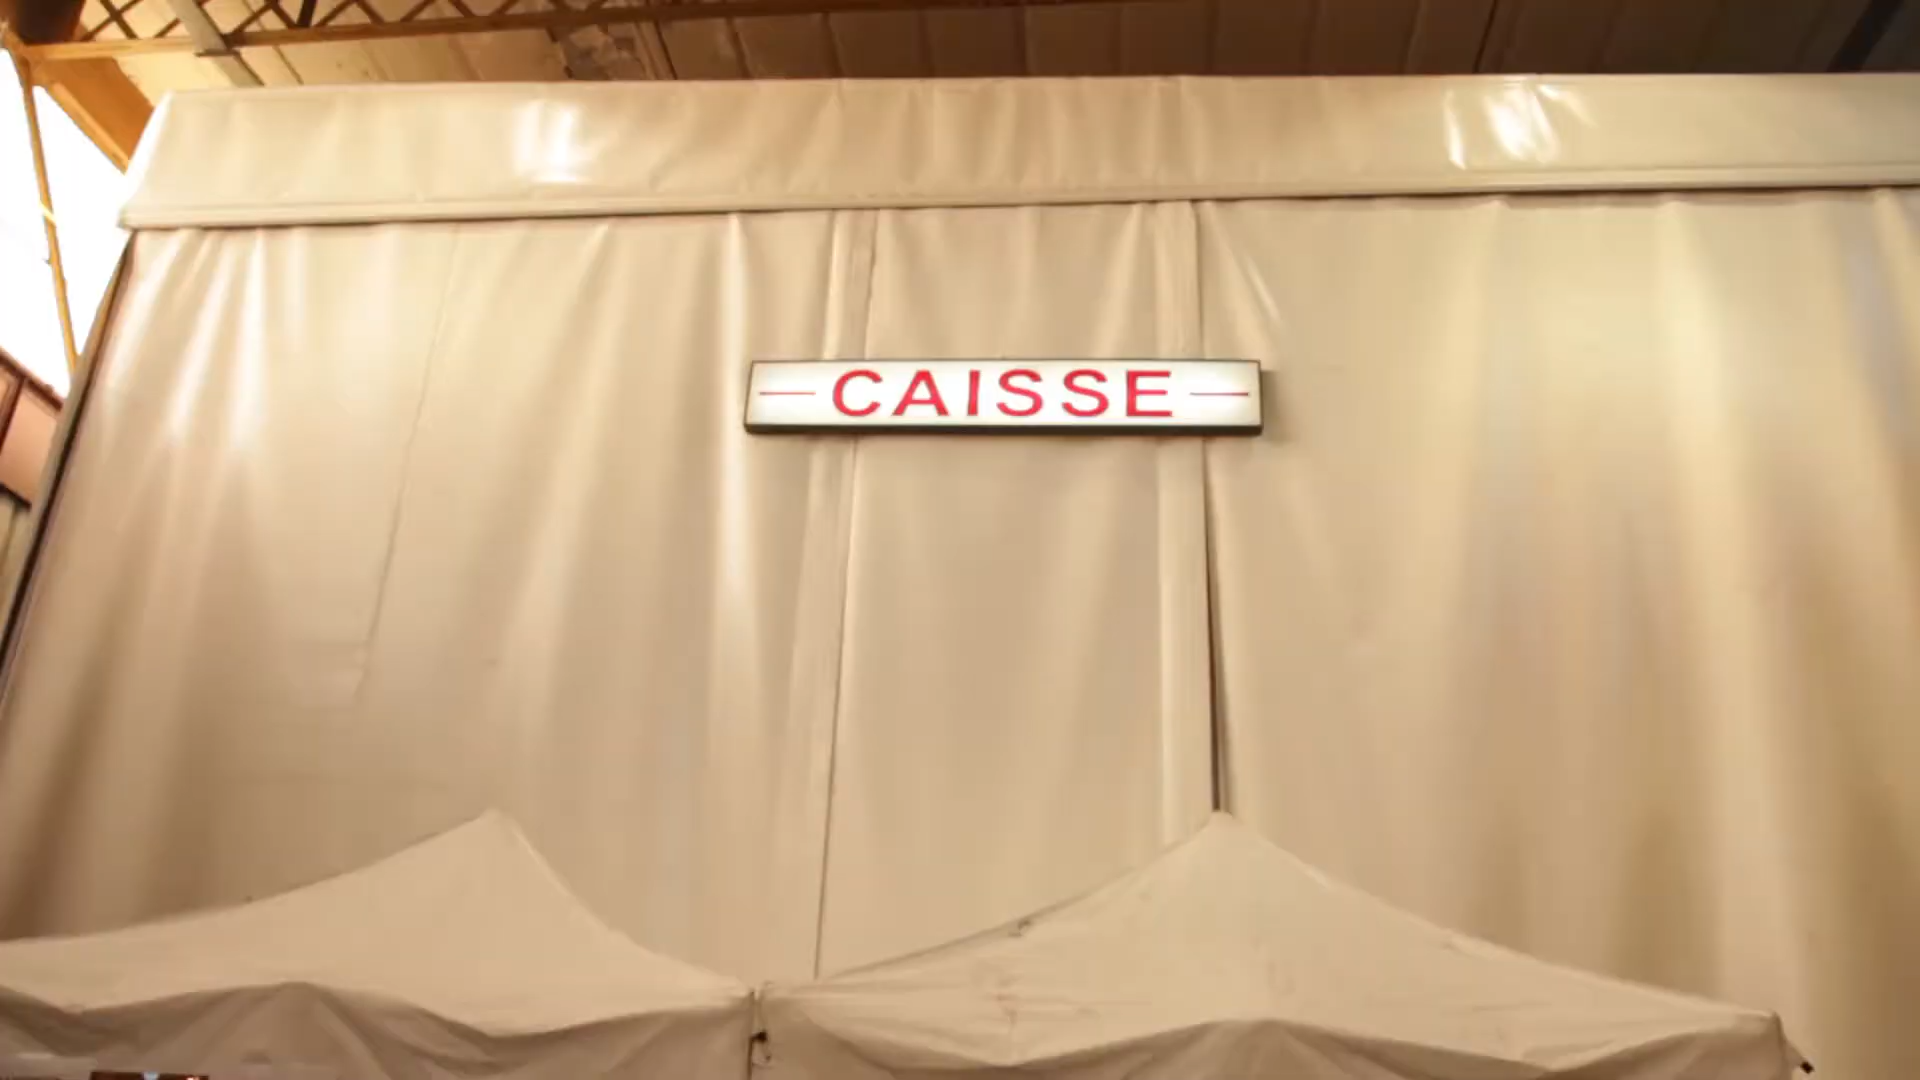 — CAISSE —